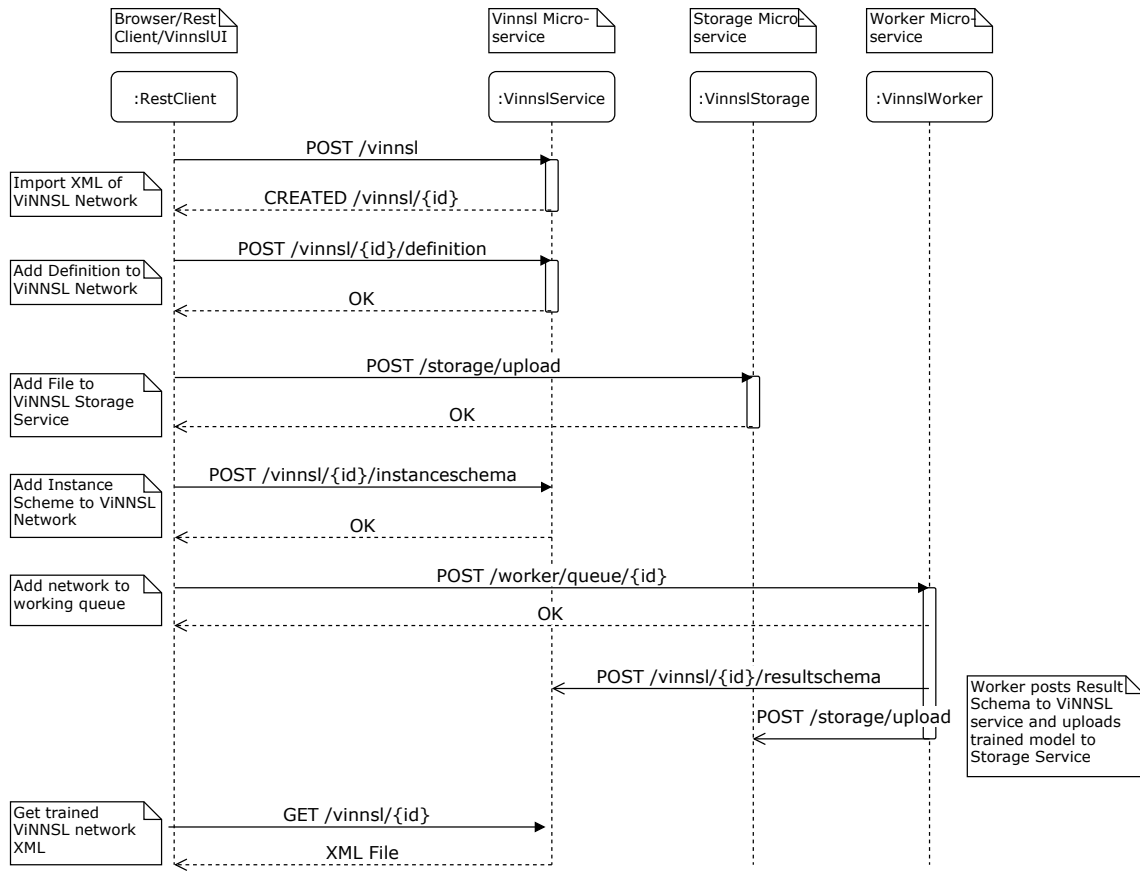 Browser/Rest
Client/VinnslUI
Vinnsl Micro-
service
Storage Micro-
service
Worker Micro-
service
:RestClient
:VinnslService
:VinnslStorage
:VinnslWorker
POST /vinnsl
Import XML of
ViNNSL Network
CREATED /vinnsl/{id}
POST /vinnsl/{id}/definition
Add Definition to
ViNNSL Network
OK
POST /storage/upload
Add File to
ViNNSL Storage
Service
OK
POST /vinnsl/{id}/instanceschema
Add Instance
Scheme to ViNNSL
Network
OK
POST /worker/queue/{id}
Add network to
working queue
OK
POST /vinnsl/{id}/resultschema
Worker posts Result
Schema to ViNNSL
service and uploads
trained model to
Storage Service
POST /storage/upload
Get trained
ViNNSL network
XML
GET /vinnsl/{id}
XML File